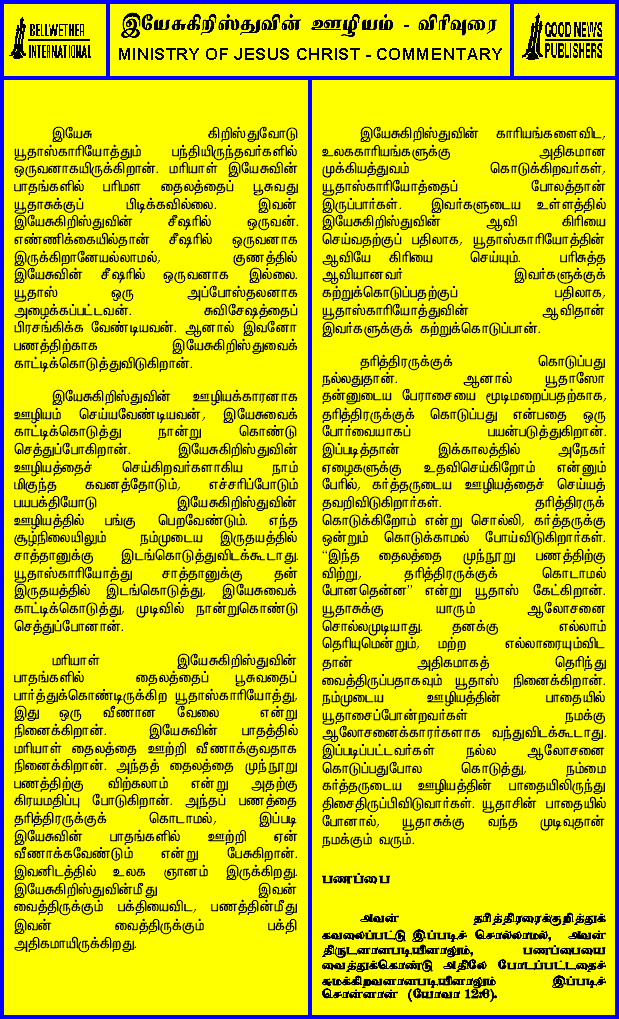 BELLWETHER
INTERNATIONAL
இயேசுகிறிஸ்துவின் ஊழியம் - விரிவுரை
MINISTRY OF JESUS CHRIST - COMMENTARY
GOOD NEWS
PUBLISHERS
இயேசு கிறிஸ்துவோடு
யூதாஸ்காரியோத்தும் பந்தியிருந்தவர்களில்
ஒருவனாகயிருக்கிறான். மரியாள் இயேசுவின்
பாதங்களில் பரிமள தைலத்தைப் பூசுவது
யூதாசுக்குப் பிடிக்கவில்லை. இவன்
இயேசுகிறிஸ்துவின் சீஷரில் ஒருவன்.
எண்ணிக்கையில்தான் சீஷரில் ஒருவனாக
இருக்கிறானேயல்லாமல், குணத்தில்
இயேசுவின் சீஷரில் ஒருவனாக இல்லை.
யூதாஸ் ஒரு அப்போஸ்தலனாக
அழைக்கப்பட்டவன். சுவிசேஷத்தைப்
பிரசங்கிக்க வேண்டியவன். ஆனால் இவனோ
பணத்திற்காக இயேசுகிறிஸ்துவைக்
காட்டிக்கொடுத்துவிடுகிறான்.
இயேசுகிறிஸ்துவின் ஊழியக்காரனாக
ஊழியம் செய்யவேண்டியவன், இயேசுவைக்
காட்டிக்கொடுத்து நான்று கொண்டு
செத்துப்போகிறான். இயேசுகிறிஸ்துவின்
ஊழியத்தைச் செய்கிறவர்களாகிய நாம்
மிகுந்த கவனத்தோடும், எச்சரிப்போடும்
பயபக்தியோடு இயேசுகிறிஸ்துவின்
ஊழியத்தில் பங்கு பெறவேண்டும். எந்த
சூழ்நிலையிலும் நம்முடைய இருதயத்தில்
சாத்தானுக்கு இடங்கொடுத்துவிடக்கூடாது.
யூதாஸ்காரியோத்து சாத்தானுக்கு தன்
இருதயத்தில் இடங்கொடுத்து, இயேசுவைக்
காட்டிக்கொடுத்து, முடிவில் நான்றுகொண்டு
செத்துப்போனான்.
மரியாள் இயேசுகிறிஸ்துவின்
பாதங்களில் தைலத்தைப் பூசுவதைப்
பார்த்துக்கொண்டிருக்கிற யூதாஸ்காரியோத்து,
இது ஒரு வீணான வேலை என்று
நினைக்கிறான். இயேசுவின் பாதத்தில்
மரியாள் தைலத்தை ஊற்றி வீணாக்குவதாக
நினைக்கிறான். அந்தத் தைலத்தை முந்நூறு
பணத்திற்கு விற்கலாம் என்று அதற்கு
கிரயமதிப்பு போடுகிறான். அந்தப் பணத்தை
தரித்திரருக்குக் கொடாமல், இப்படி
இயேசுவின் பாதங்களில் ஊற்றி ஏன்
வீணாக்கவேண்டும் என்று பேசுகிறான்.
இவனிடத்தில் உலக ஞானம் இருக்கிறது.
இயேசுகிறிஸ்துவின்மீது இவன்
வைத்திருக்கும் பக்தியைவிட, பணத்தின்மீது
இவன் வைத்திருக்கும் பக்தி
அதிகமாயிருக்கிறது.
இயேசுகிறிஸ்துவின் காரியங்களைவிட,
உலககாரியங்களுக்கு அதிகமான
முக்கியத்துவம் கொடுக்கிறவர்கள்,
யூதாஸ்காரியோத்தைப் போலத்தான்
இருப்பார்கள். இவர்களுடைய உள்ளத்தில்
இயேசுகிறிஸ்துவின் ஆவி கிரியை
செய்வதற்குப் பதிலாக, யூதாஸ்காரியோத்தின்
ஆவியே கிரியை செய்யும். பரிசுத்த
ஆவியானவர் இவர்களுக்குக்
கற்றுக்கொடுப்பதற்குப் பதிலாக,
யூதாஸ்காரியோத்துவின் ஆவிதான்
இவர்களுக்குக் கற்றுக்கொடுப்பான்.
தரித்திரருக்குக் கொடுப்பது
நல்லதுதான். ஆனால் யூதாஸோ
தன்னுடைய பேராசையை மூடிமறைப்பதற்காக,
தரித்திரருக்குக் கொடுப்பது என்பதை ஒரு
போர்வையாகப் பயன்படுத்துகிறான்.
இப்படித்தான் இக்காலத்தில் அநேகர்
ஏழைகளுக்கு உதவிசெய்கிறோம் என்னும்
பேரில், கர்த்தருடைய ஊழியத்தைச் செய்யத்
தவறிவிடுகிறார்கள். தரித்திரருக்
கொடுக்கிறோம் என்று சொல்லி, கர்த்தருக்கு
ஒன்றும் கொடுக்காமல் போய்விடுகிறார்கள்.
“இந்த தைலத்தை முந்நூறு பணத்திற்கு
விற்று, தரித்திரருக்குக் கொடாமல்
போனதென்ன” என்று யூதாஸ் கேட்கிறான்.
யூதாசுக்கு யாரும் ஆலோசனை
சொல்லமுடியாது. தனக்கு எல்லாம்
தெரியுமென்றும், மற்ற எல்லாரையும்விட
தான் அதிகமாகத் தெரிந்து
வைத்திருப்பதாகவும் யூதாஸ் நினைக்கிறான்.
நம்முடைய ஊழியத்தின் பாதையில்
யூதாசைப்போன்றவர்கள் நமக்கு
ஆலோசனைக்காரர்களாக வந்துவிடக்கூடாது.
இப்படிப்பட்டவர்கள் நல்ல ஆலோசனை
கொடுப்பதுபோல கொடுத்து, நம்மை
கர்த்தருடைய ஊழியத்தின் பாதையிலிருந்து
திசைதிருப்பிவிடுவார்கள். யூதாசின் பாதையில்
போனால், யூதாசுக்கு வந்த முடிவுதான்
நமக்கும் வரும்.
பணப்பை
அவன் தரித்திரரைக்குறித்துக்
கவலைப்பட்டு இப்படிச் சொல்லாமல், அவன்
திருடனானபடியினாலும், பணப்பையை
வைத்துக்கொண்டு அதிலே போடப்பட்டதைச்
சுமக்கிறவனானபடியினாலும் இப்படிச்
சொன்னான் (யோவா 12:6).